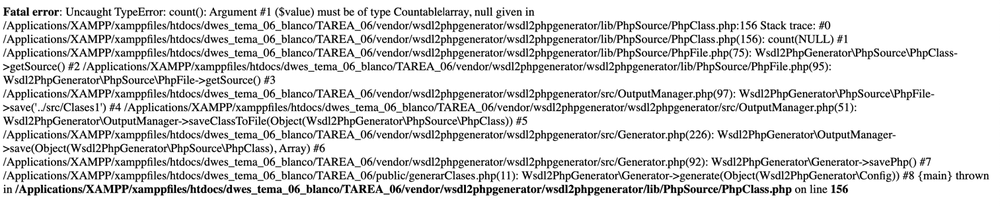 Fatal error: Uncaught TypeError: count(): Argument #1 ($value) must be of type Countable|array, null given in
/Applications/XAMPP/xamppfiles/htdocs/dwes_tema_06_blanco/TAREA_06/vendor/wsdl2phpgenerator/wsdl2phpgenerator/lib/PhpSource/PhpClass.php:156 Stack trace: #0
/Applications/XAMPP/xamppfiles/htdocs/dwes_tema_06_blanco/TAREA_06/vendor/wsdl2phpgenerator/wsdl2phpgenerator/lib/PhpSource/PhpClass.php(156): count(NULL) #1
/Applications/XAMPP/xamppfiles/htdocs/dwes_tema_06_blanco/TAREA_06/vendor/wsdl2phpgenerator/wsdl2phpgenerator/lib/PhpSource/PhpFile.php(75): Wsdl2PhpGenerator\PhpSource\PhpClass-
>getSource() #2 /Applications/XAMPP/xamppfiles/htdocs/dwes_tema_06_blanco/TAREA_06/vendor/wsdl2phpgenerator/wsdl2phpgenerator/lib/PhpSource/PhpFile.php(95):
Wsdl2PhpGenerator\PhpSource\PhpFile->getSource() #3
/Applications/XAMPP/xamppfiles/htdocs/dwes_tema_06_blanco/TAREA_06/vendor/wsdl2phpgenerator/wsdl2phpgenerator/src/OutputManager.php(97): Wsdl2PhpGenerator\PhpSource\PhpFile-
>save('../src/Clases1') #4 /Applications/XAMPP/xamppfiles/htdocs/dwes_tema_06_blanco/TAREA_06/vendor/wsdl2phpgenerator/wsdl2phpgenerator/src/OutputManager.php(51):
Wsdl2PhpGenerator\OutputManager->saveClassToFile(Object(Wsdl2PhpGenerator\PhpSource\PhpClass)) #5
/Applications/XAMPP/xamppfiles/htdocs/dwes_tema_06_blanco/TAREA_06/vendor/wsdl2phpgenerator/wsdl2phpgenerator/src/Generator.php(226): Wsdl2PhpGenerator\OutputManager-
>save(Object(Wsdl2PhpGenerator\PhpSource\PhpClass), Array) #6
/Applications/XAMPP/xamppfiles/htdocs/dwes_tema_06_blanco/TAREA_06/vendor/wsdl2phpgenerator/wsdl2phpgenerator/src/Generator.php(92): Wsdl2PhpGenerator\Generator->savePhp() #7
/Applications/XAMPP/xamppfiles/htdocs/dwes_tema_06_blanco/TAREA_06/public/generarClases.php(11): Wsdl2PhpGenerator\Generator->generate(Object(Wsdl2PhpGenerator\Config)) #8 {main} thrown
in /Applications/XAMPP/xamppfiles/htdocs/dwes_tema_06_blanco/TAREA_06/vendor/wsdl2phpgenerator/wsdl2phpgenerator/lib/PhpSource/PhpClass.php on line 156